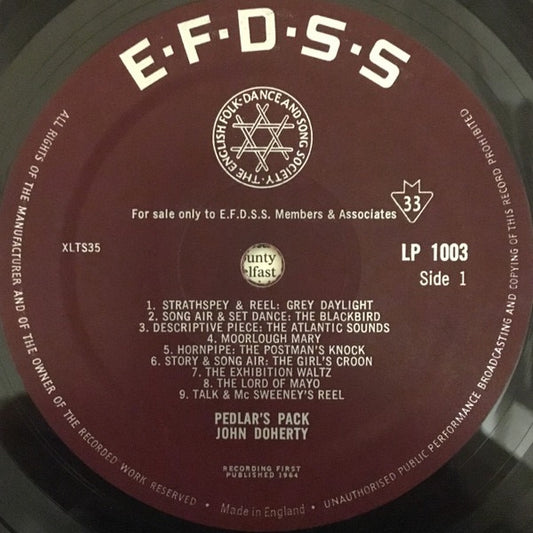 E·F·D·S·S
THE ENGLISH FOLK·DANCE AND SONG SOCIETY·
For sale only to E.F.D.S.S. Members & Associates
33
XLTS35
LP 1003
Side 1
unty
lfast
1. STRATHSPEY & REEL: GREY DAYLIGHT
2. SONG AIR & SET DANCE: THE BLACKBIRD
3. DESCRIPTIVE PIECE: THE ATLANTIC SOUNDS
4. MOORLOUGH MARY
5. HORNPIPE: THE POSTMAN'S KNOCK
6. STORY & SONG AIR: THE GIRL'S CROON
7. THE EXHIBITION WALTZ
8. THE LORD OF MAYO
9. TALK & Mc SWEENEY'S REEL
PEDLAR'S PACK
JOHN DOHERTY
RECORDING FIRST
PUBLISHED 1964
ALL RIGHTS OF THE MANUFACTURER AND OF THE OWNER OF THE RECORDED WORK RESERVED · Made in England · UNAUTHORISED PUBLIC PERFORMANCE BROADCASTING AND COPYING OF THIS RECORD PROHIBITED